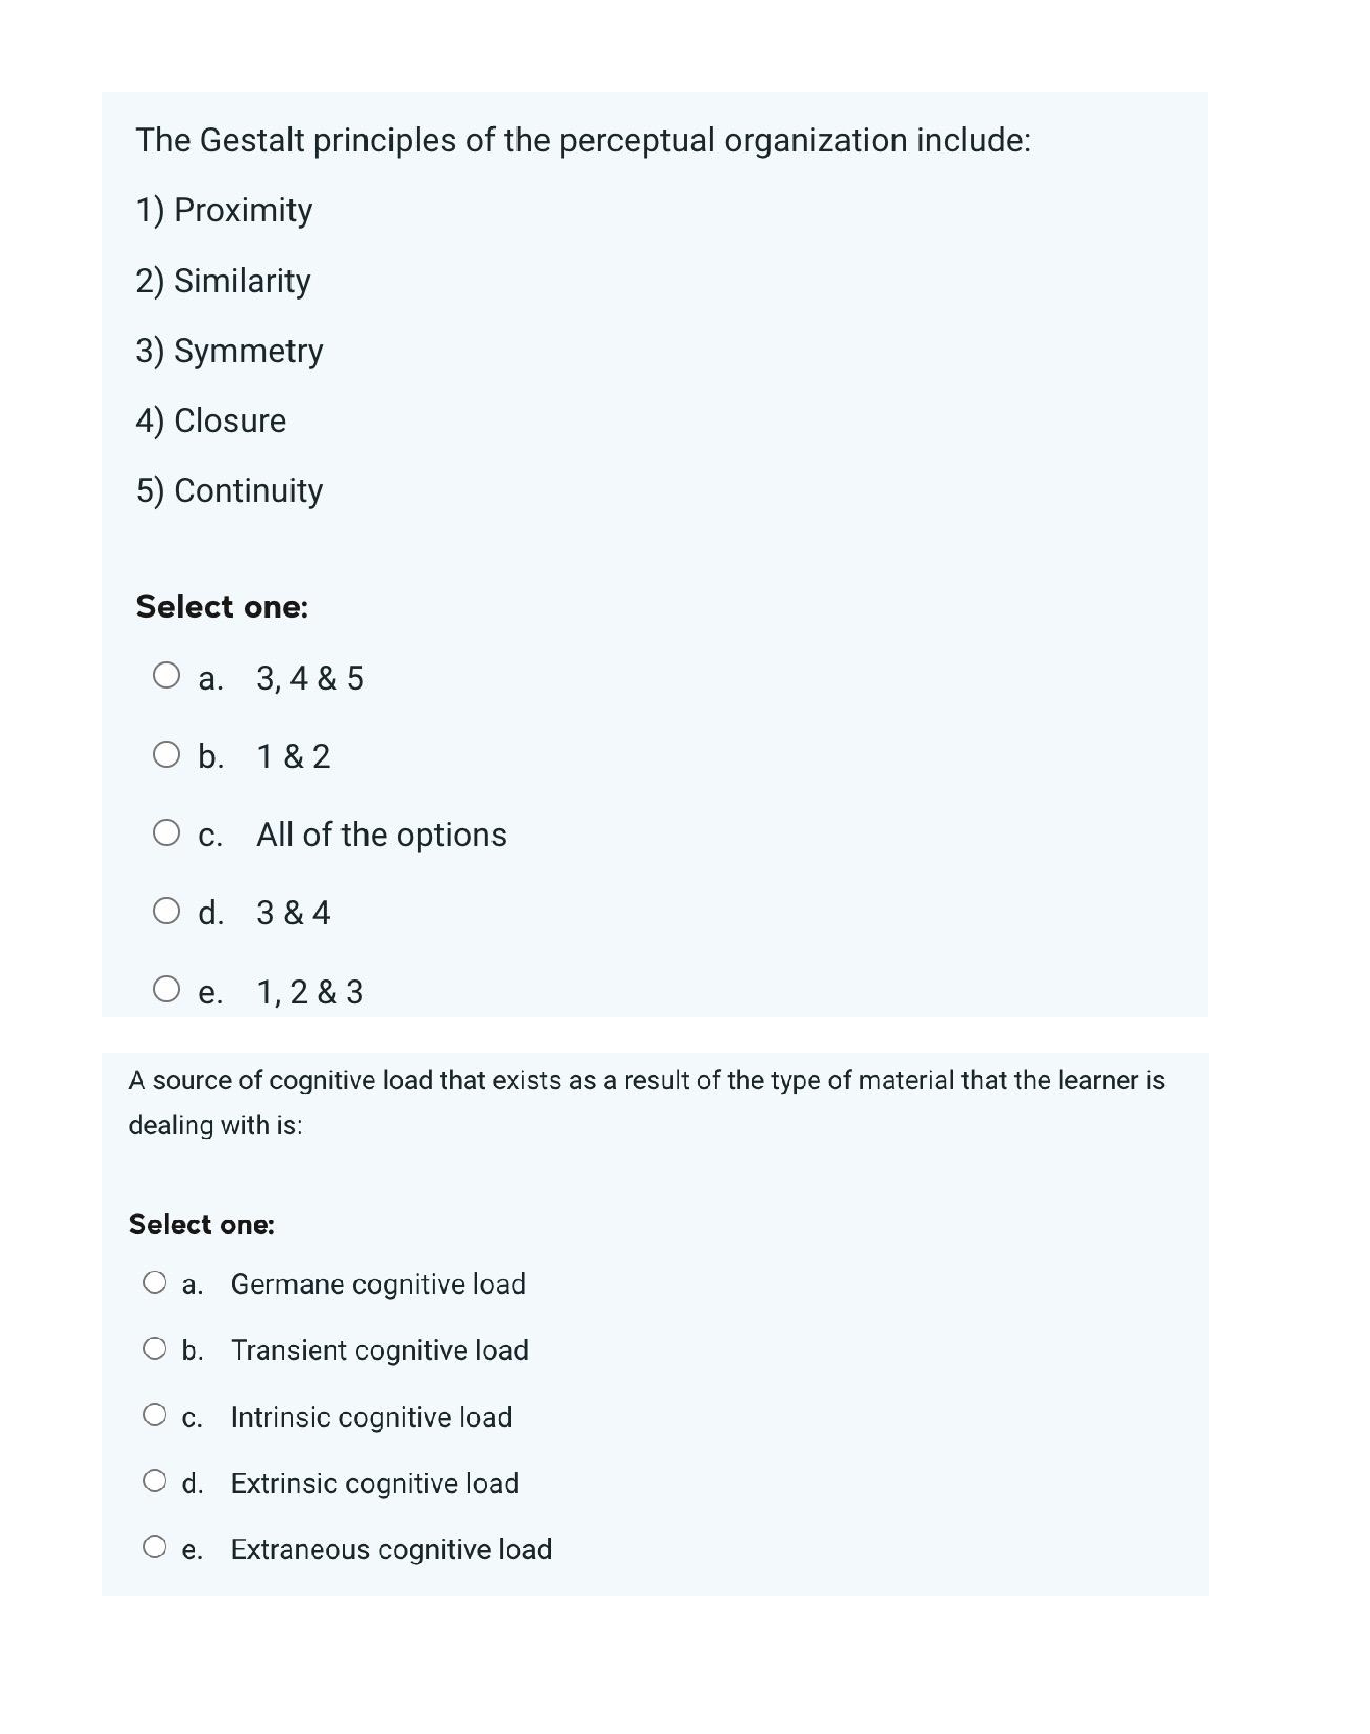 The Gestalt principles of the perceptual organization include:
1) Proximity
2) Similarity
3) Symmetry
4) Closure
5) Continuity
Select one:
a. 3, 4 & 5
b. 1 & 2
c. All of the options
d. 3 & 4
e. 1, 2 & 3
A source of cognitive load that exists as a result of the type of material that the learner is
dealing with is:
Select one:
a. Germane cognitive load
b. Transient cognitive load
c. Intrinsic cognitive load
d. Extrinsic cognitive load
e. Extraneous cognitive load